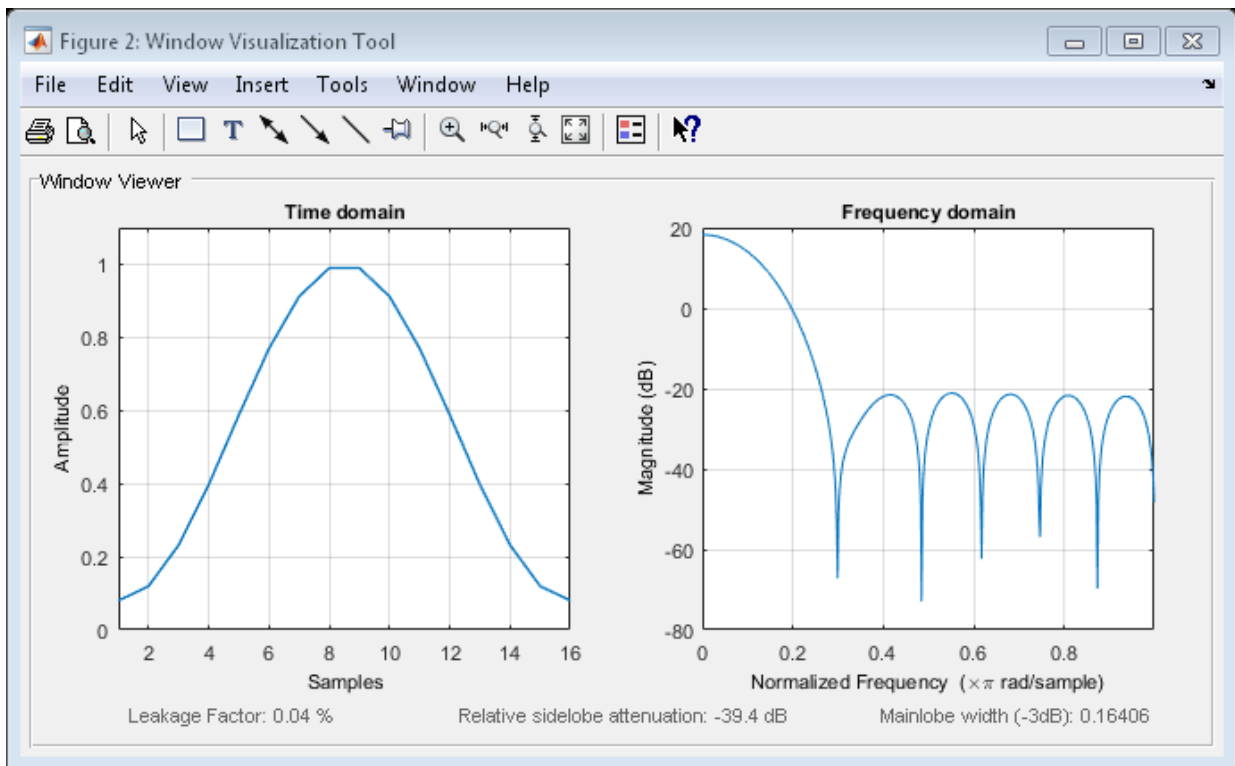 Figure 2: Window Visualization Tool
File Edit View Insert Tools Window Help
T
?
Window Viewer
Time domain
1
0.8
0.6
0.4
0.2
0
Amplitude
2 4 6 8 10 12 14 16
Samples
Frequency domain
20
0
-20
-40
-60
-80
Magnitude (dB)
0 0.2 0.4 0.6 0.8
Normalized Frequency (×π rad/sample)
Leakage Factor: 0.04 %
Relative sidelobe attenuation: -39.4 dB
Mainlobe width (-3dB): 0.16406